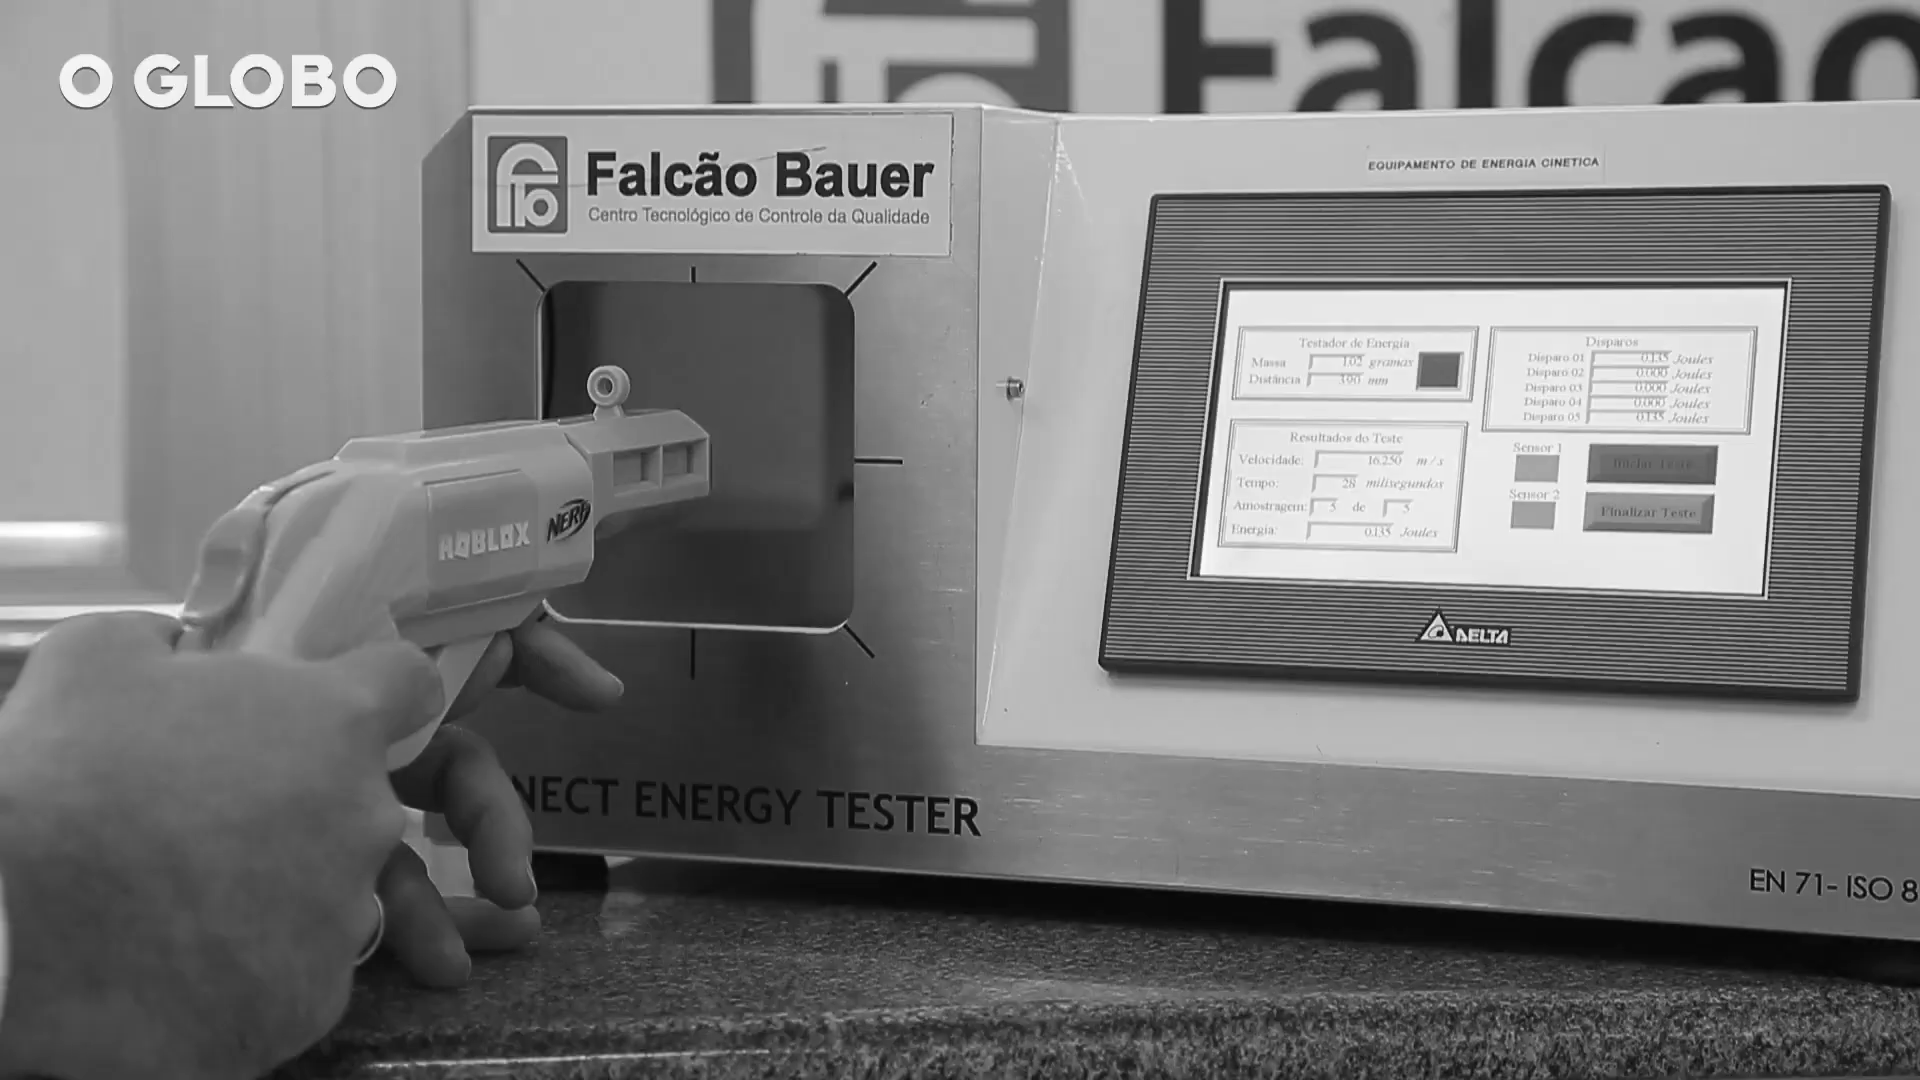 O GLOBO
Falcão
Falcão Bauer
Centro Tecnológico de Controle da Qualidade
EQUIPAMENTO DE ENERGIA CINETICA
Testador de Energia
Massa 1.02 gramas
Distância 390 mm
Disparos
Disparo 01 0.135 Joules
Disparo 02 0.000 Joules
Disparo 03 0.000 Joules
Disparo 04 0.000 Joules
Disparo 05 0.135 Joules
Resultados do Teste
Velocidade: 16.250 m/s
Tempo: 28 milisegundos
Amostragem: 5 de 5
Energia: 0.135 Joules
Sensor 1
Iniciar Teste
Sensor 2
Finalizar Teste
DELTA
ROBLOX
NERF
NECT ENERGY TESTER
EN 71- ISO 8